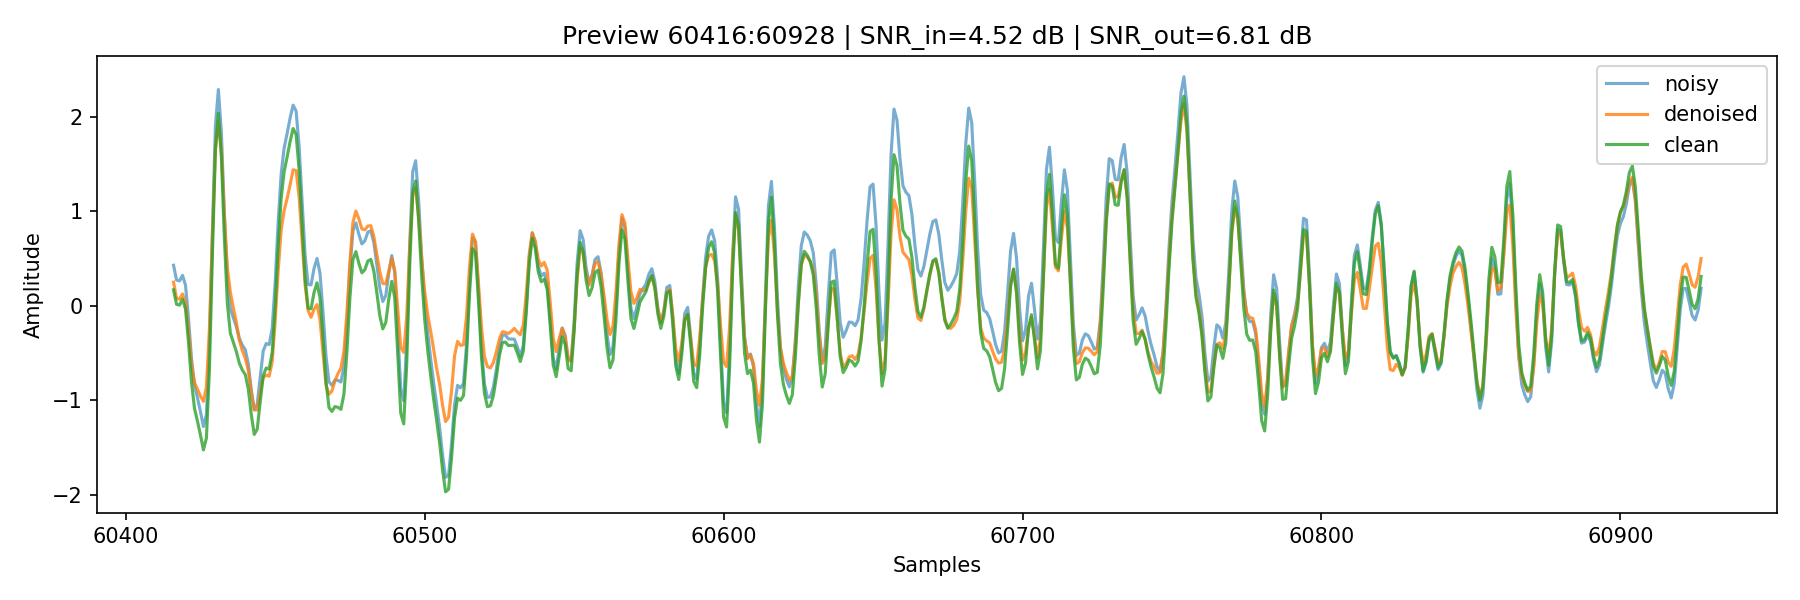 Preview 60416:60928 | SNR_in=4.52 dB | SNR_out=6.81 dB
noisy
denoised
clean
Amplitude
2
1
0
−1
−2
60400 60500 60600 60700 60800 60900
Samples